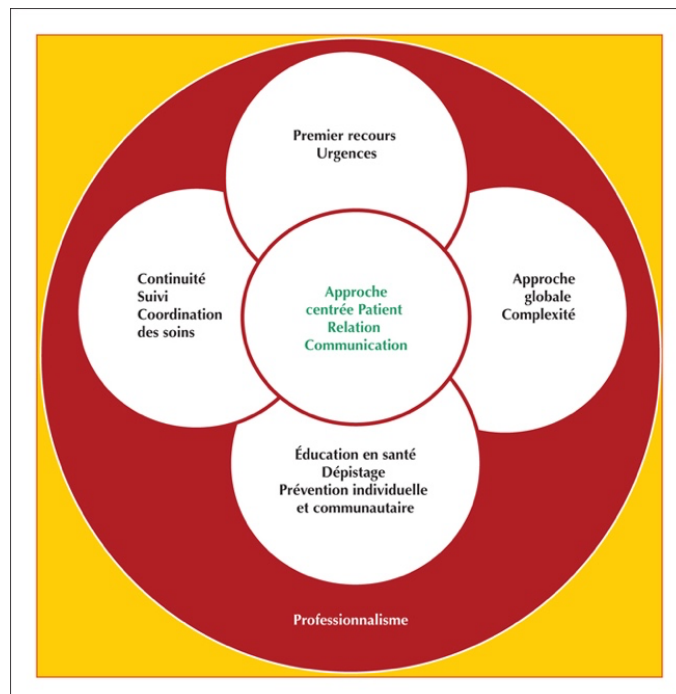 Premier recours
Urgences
Continuité
Suivi
Coordination
des soins
Approche
centrée Patient
Relation
Communication
Approche
globale
Complexité
Éducation en santé
Dépistage
Prévention individuelle
et communautaire
Professionnalisme